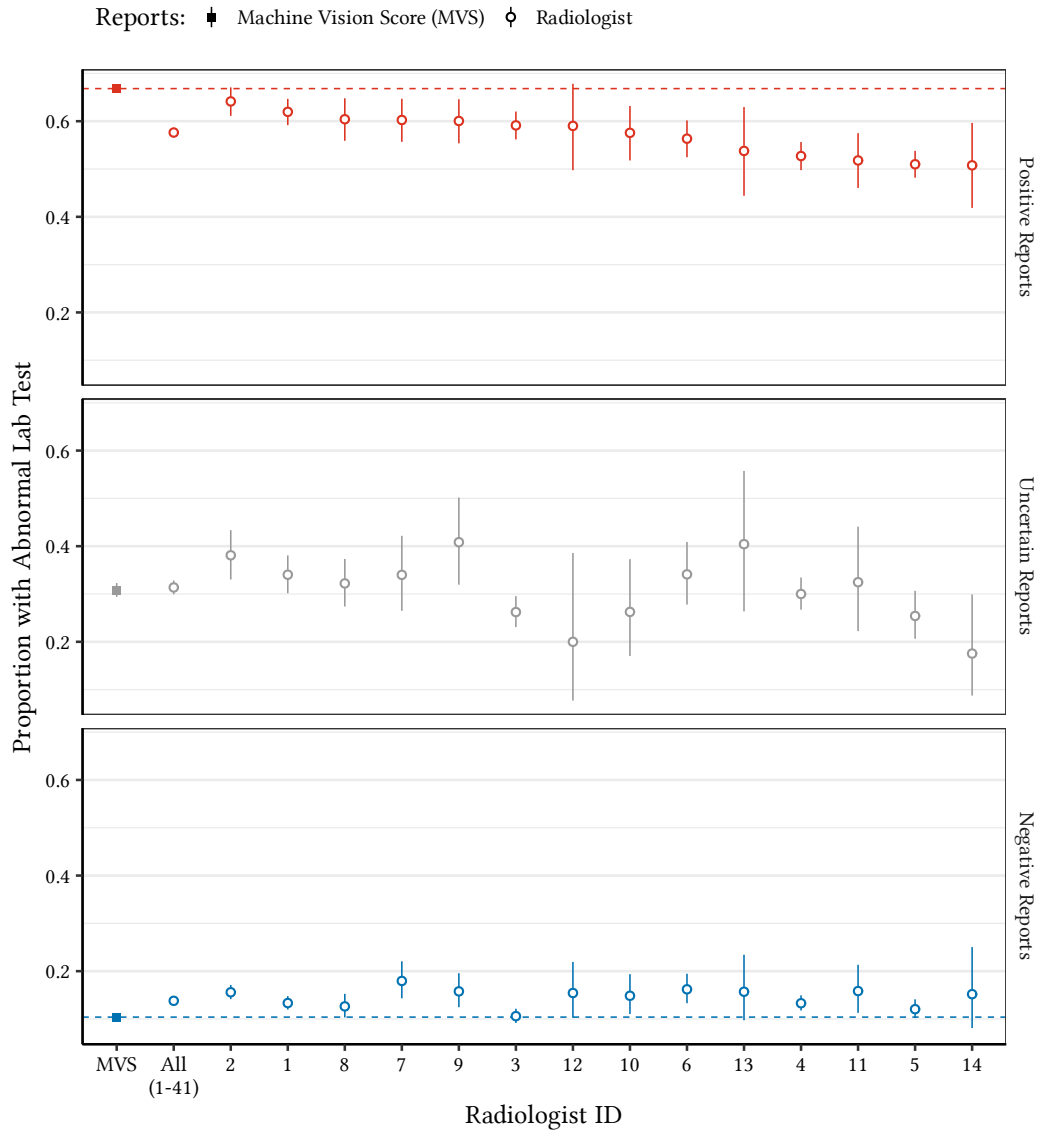 Reports: Machine Vision Score (MVS) Radiologist
Proportion with Abnormal Lab Test
0.6
0.4
0.2
Positive Reports
0.6
0.4
0.2
Uncertain Reports
0.6
0.4
0.2
Negative Reports
MVS All 2 1 8 7 9 3 12 10 6 13 4 11 5 14
(1-41)
Radiologist ID